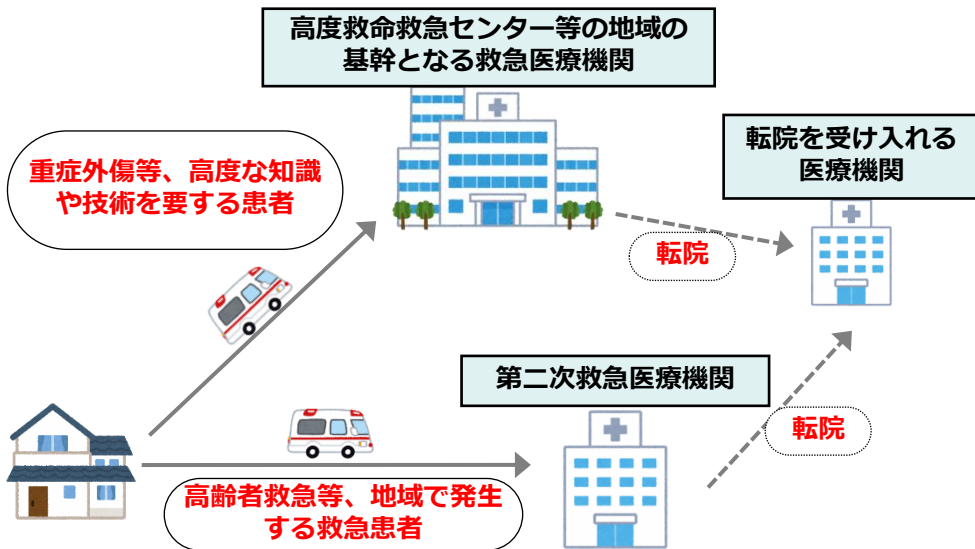 高度救命救急センター等の地域の
基幹となる救急医療機関
転院を受け入れる
医療機関
重症外傷等、高度な知識
や技術を要する患者
転院
第二次救急医療機関
転院
高齢者救急等、地域で発生
する救急患者